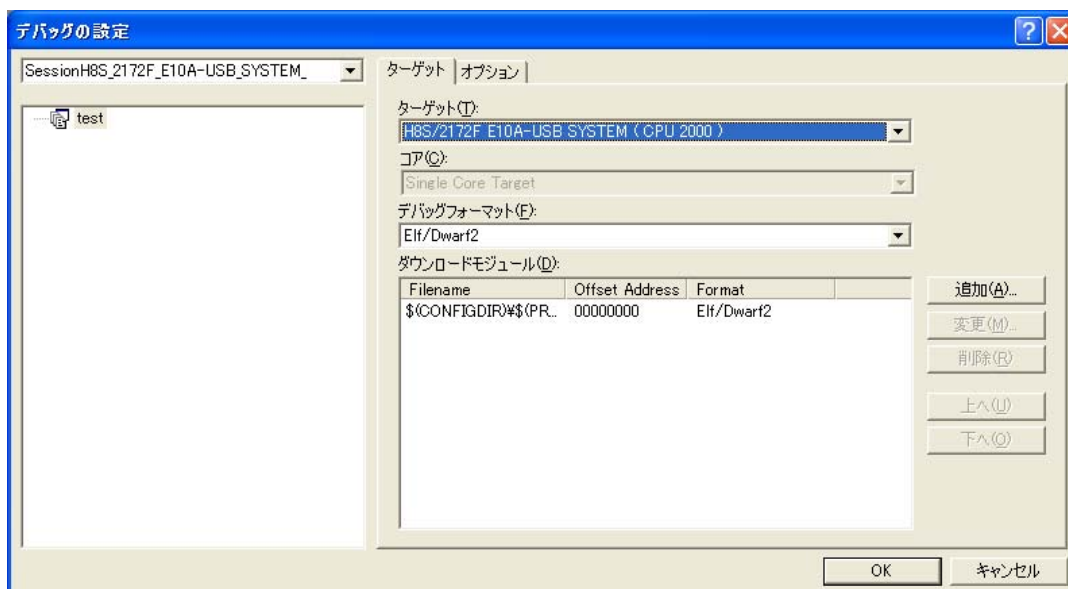 デバッグの設定
SessionH8S_2172F_E10A-USB_SYSTEM_
test
ターゲット オプション
ターゲット(T):
H8S/2172F E10A-USB SYSTEM ( CPU 2000 )
コア(C):
Single Core Target
デバッグフォーマット(F):
Elf/Dwarf2
ダウンロードモジュール(D):
Filename Offset Address Format
$(CONFIGDIR)¥$(PR... 00000000 Elf/Dwarf2
追加(A)...
変更(M)...
削除(R)
上へ(U)
下へ(O)
OK キャンセル